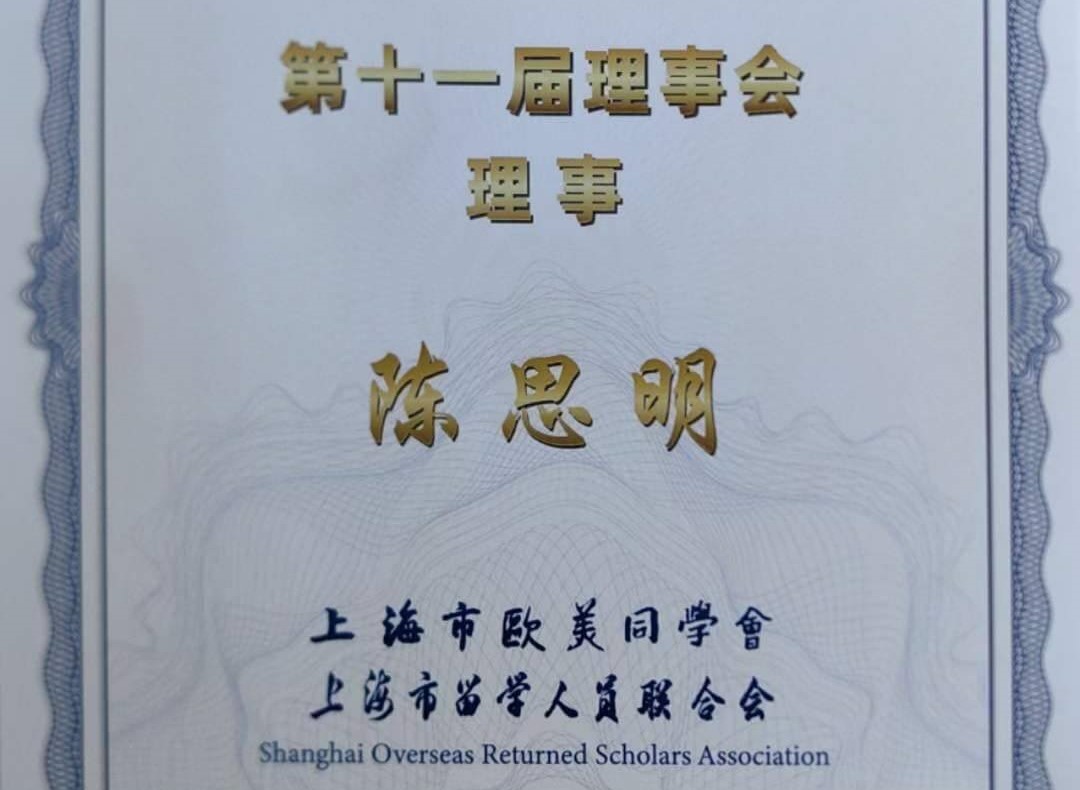 第十一届理事会
理事
陈思明
上海市欧美同學會
上海市留学人员联合会
Shanghai Overseas Returned Scholars Association